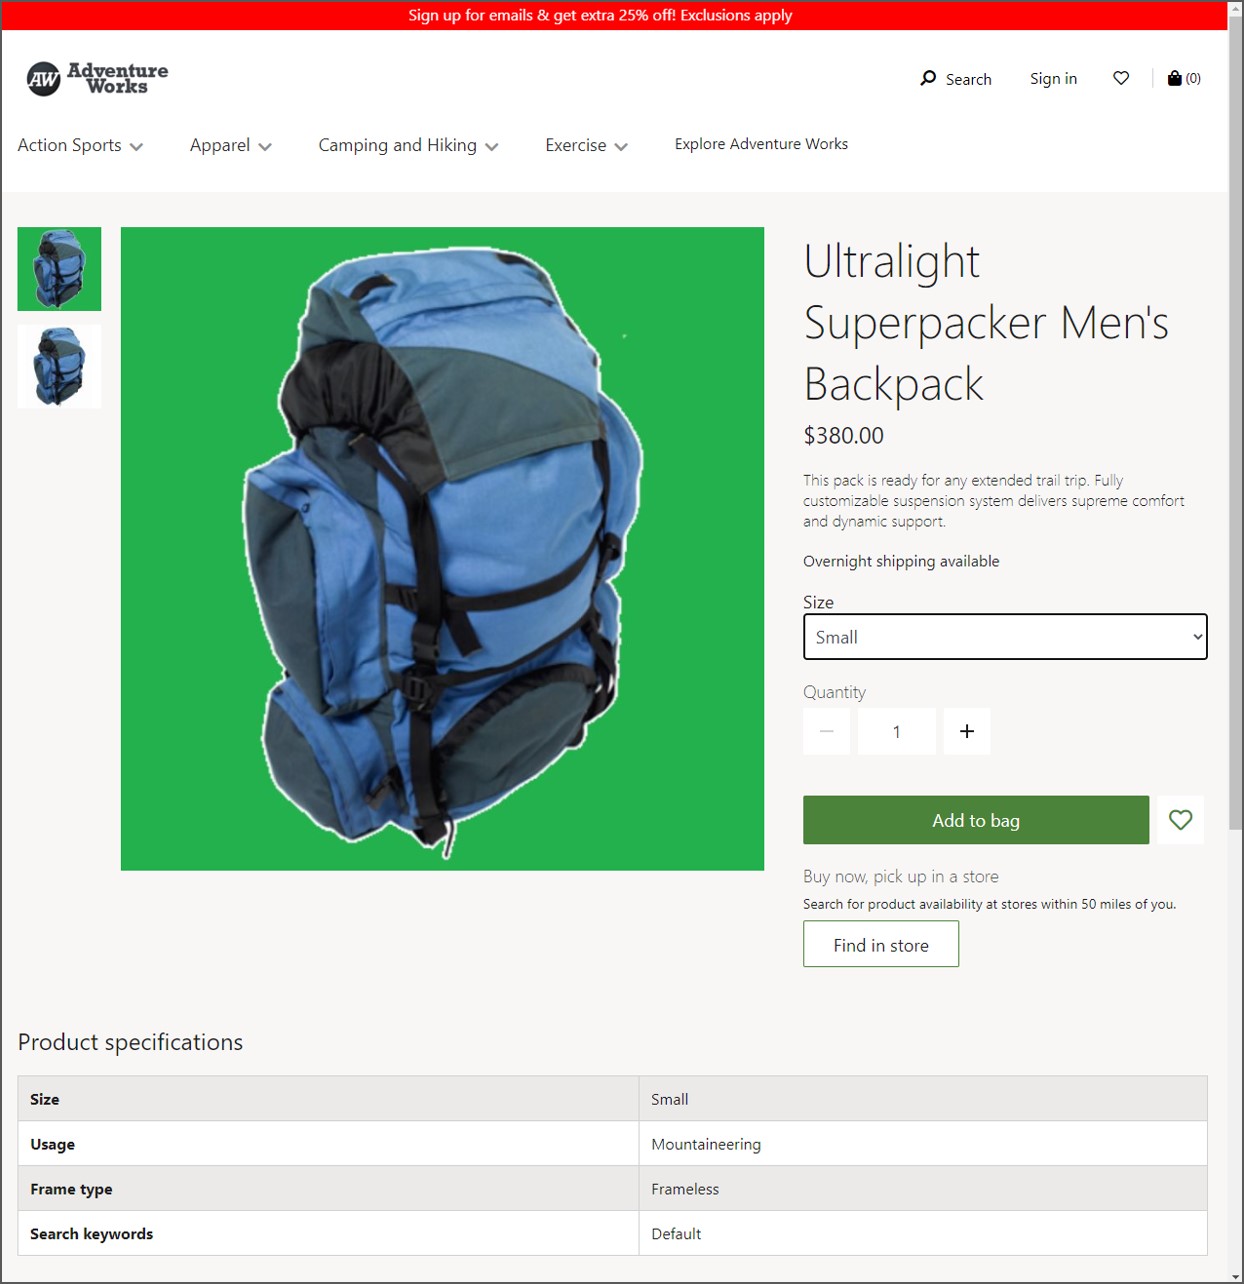 Sign up for emails & get extra 25% off! Exclusions apply
AW Adventure Works
Search
Sign in
(0)
Action Sports
Apparel
Camping and Hiking
Exercise
Explore Adventure Works
Ultralight
Superpacker Men's
Backpack
$380.00
This pack is ready for any extended trail trip. Fully
customizable suspension system delivers supreme comfort
and dynamic support.
Overnight shipping available
Size
Small
Quantity
1
Add to bag
Buy now, pick up in a store
Search for product availability at stores within 50 miles of you.
Find in store
Product specifications
Size Small
Usage Mountaineering
Frame type Frameless
Search keywords Default